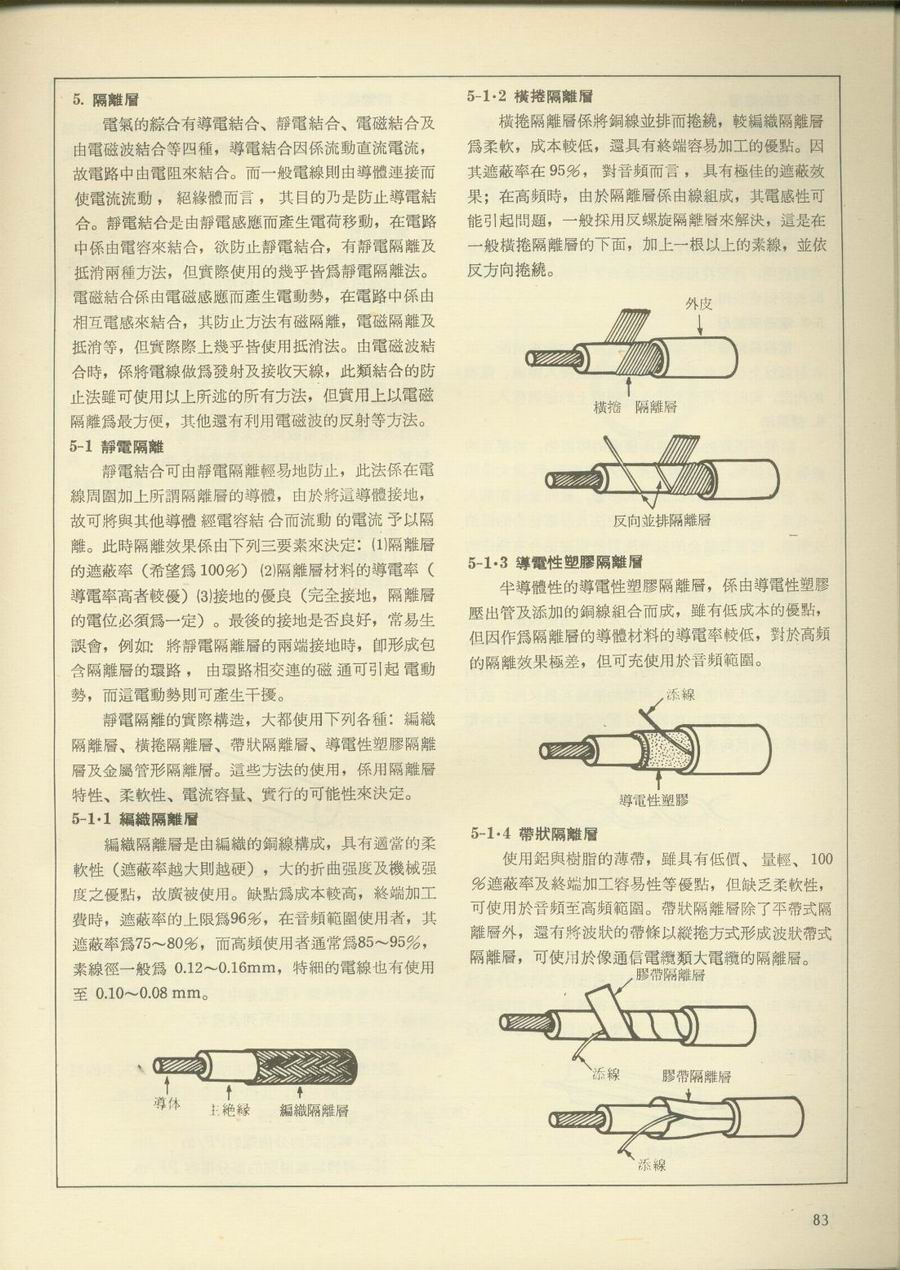 5. 隔離層
電氣的綜合有導電結合、靜電結合、電磁結合及
由電磁波結合等四種，導電結合因係流動直流電流，
故電路中由電阻來結合。而一般電線則由導體連接而
使電流流動，絕緣體而言，其目的乃是防止導電結
合。靜電結合是由靜電感應而產生電荷移動，在電路
中係由電容來結合，欲防止靜電結合，有靜電隔離及
抵消兩種方法，但實際使用的幾乎皆爲靜電隔離法。
電磁結合係由電磁感應而產生電動勢，在電路中係由
相互電感來結合，其防止方法有磁隔離，電磁隔離及
抵消等，但實際際上幾乎皆使用抵消法。由電磁波結
合時，係將電線做爲發射及接收天線，此類結合的防
止法雖可使用以上所述的所有方法，但實用上以電磁
隔離爲最方便，其他還有利用電磁波的反射等方法。
5-1 靜電隔離
靜電結合可由靜電隔離輕易地防止，此法係在電
線周圍加上所謂隔離層的導體，由於將這導體接地，
故可將與其他導體經電容結合而流動的電流予以隔
離。此時隔離效果係由下列三要素來決定：⑴隔離層
的遮蔽率（希望爲100%）⑵隔離層材料的導電率（
導電率高者較優）⑶接地的優良（完全接地，隔離層
的電位必須爲一定）。最後的接地是否良好，常易生
誤會，例如：將靜電隔離層的兩端接地時，卽形成包
含隔離層的環路，由環路相交連的磁通可引起電動
勢，而這電動勢則可產生干擾。
靜電隔離的實際構造，大都使用下列各種：編織
隔離層、橫捲隔離層、帶狀隔離層、導電性塑膠隔離
層及金屬管形隔離層。這些方法的使用，係用隔離層
特性、柔軟性、電流容量、實行的可能性來決定。
5-1·1 編織隔離層
編織隔離層是由編織的銅線構成，具有適當的柔
軟性（遮蔽率越大則越硬），大的折曲强度及機械强
度之優點，故廣被使用。缺點爲成本較高，終端加工
費時，遮蔽率的上限爲96%，在音頻範圍使用者，其
遮蔽率爲75～80%，而高頻使用者通常爲85～95%，
素線徑一般爲 0.12～0.16mm，特細的電線也有使用
至 0.10～0.08 mm。
導体
主絶縁
編織隔離層
5-1·2 橫捲隔離層
橫捲隔離層係將銅線並排而捲繞，較編織隔離層
爲柔軟，成本較低，還具有終端容易加工的優點。因
其遮蔽率在 95%，對音頻而言，具有極佳的遮蔽效
果；在高頻時，由於隔離層係由線組成，其電感性可
能引起問題，一般採用反螺旋隔離層來解決，這是在
一般橫捲隔離層的下面，加上一根以上的素線，並依
反方向捲繞。
外皮
橫捲 隔離層
反向並排隔離層
5-1·3 導電性塑膠隔離層
半導體性的導電性塑膠隔離層，係由導電性塑膠
壓出管及添加的銅線組合而成，雖有低成本的優點，
但因作爲隔離層的導體材料的導電率較低，對於高頻
的隔離效果極差，但可充使用於音頻範圍。
添線
導電性塑膠
5-1·4 帶狀隔離層
使用鋁與樹脂的薄帶，雖具有低價、量輕、100
%遮蔽率及終端加工容易性等優點，但缺乏柔軟性，
可使用於音頻至高頻範圍。帶狀隔離層除了平帶式隔
離層外，還有將波狀的帶條以縱捲方式形成波狀帶式
隔離層，可使用於像通信電纜類大電纜的隔離層。
膠帶隔離層
添線
膠帶隔離層
添線
83